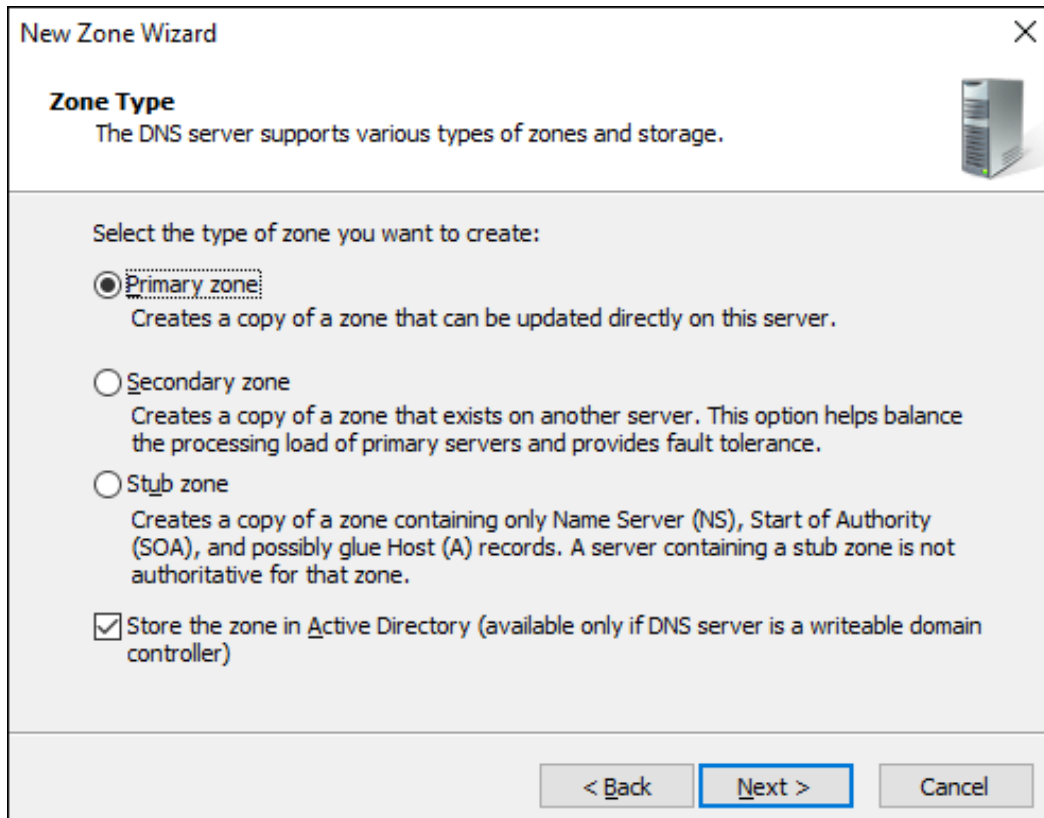 New Zone Wizard
Zone Type
The DNS server supports various types of zones and storage.
Select the type of zone you want to create:
Primary zone
Creates a copy of a zone that can be updated directly on this server.
Secondary zone
Creates a copy of a zone that exists on another server. This option helps balance
the processing load of primary servers and provides fault tolerance.
Stub zone
Creates a copy of a zone containing only Name Server (NS), Start of Authority
(SOA), and possibly glue Host (A) records. A server containing a stub zone is not
authoritative for that zone.
Store the zone in Active Directory (available only if DNS server is a writeable domain
controller)
< Back Next > Cancel